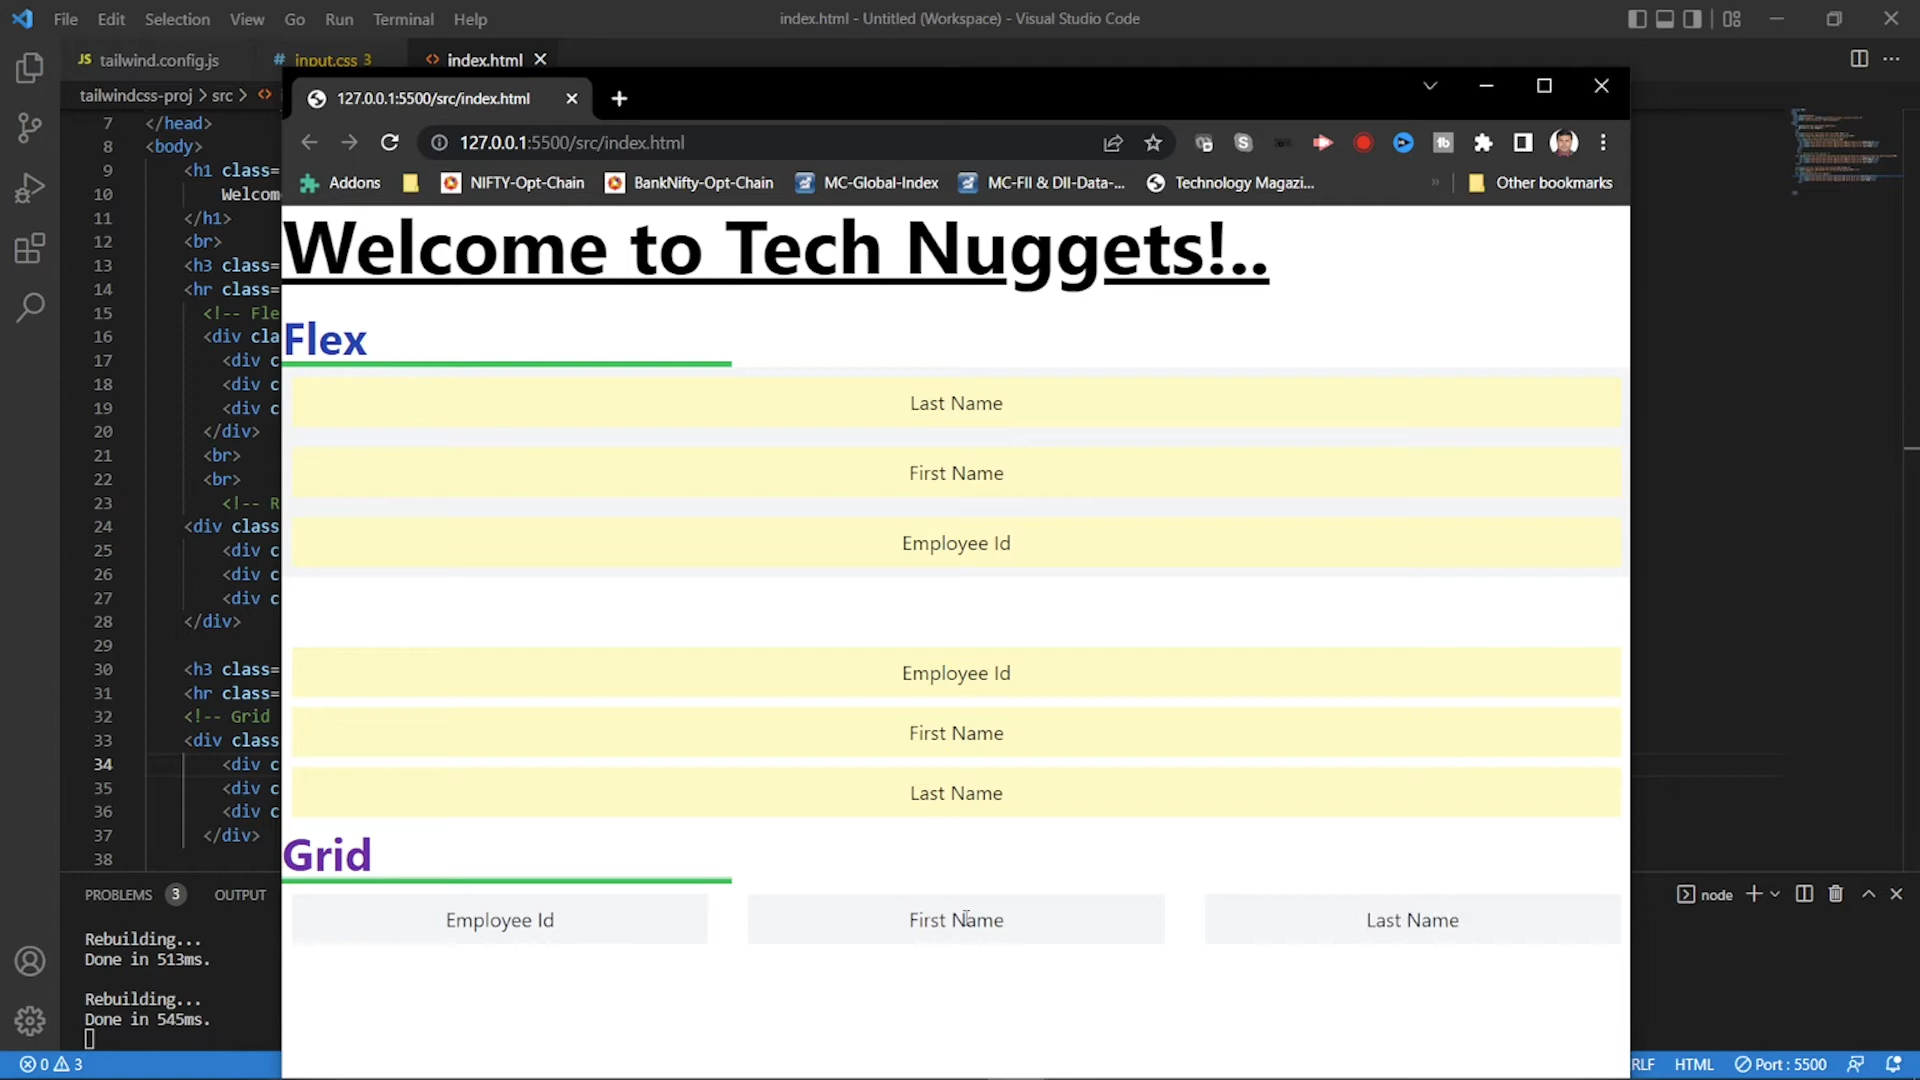 File Edit Selection View Go Run Terminal Help
index.html - Untitled (Workspace) - Visual Studio Code
JS tailwind.config.js
# input.css 3
<> index.html
tailwindcss-proj > src > <>
7 </head>
8 <body>
9 <h1 class=
10 Welcom
11 </h1>
12 <br>
13 <h3 class=
14 <hr class=
15 <!-- Fle
16 <div cla
17 <div c
18 <div c
19 <div c
20 </div>
21 <br>
22 <br>
23 <!-- R
24 <div class
25 <div c
26 <div c
27 <div c
28 </div>
29
30 <h3 class=
31 <hr class=
32 <!-- Grid
33 <div class
34 <div c
35 <div c
36 <div c
37 </div>
38
127.0.0.1:5500/src/index.html
127.0.0.1:5500/src/index.html
Addons NIFTY-Opt-Chain BankNifty-Opt-Chain MC-Global-Index MC-FII & DII-Data-... Technology Magazi... » Other bookmarks
Welcome to Tech Nuggets!..
Flex
Last Name
First Name
Employee Id
Employee Id
First Name
Last Name
Grid
Employee Id First Name Last Name
PROBLEMS 3 OUTPUT
node
Rebuilding...
Done in 513ms.
Rebuilding...
Done in 545ms.
0 3
RLF HTML Port : 5500